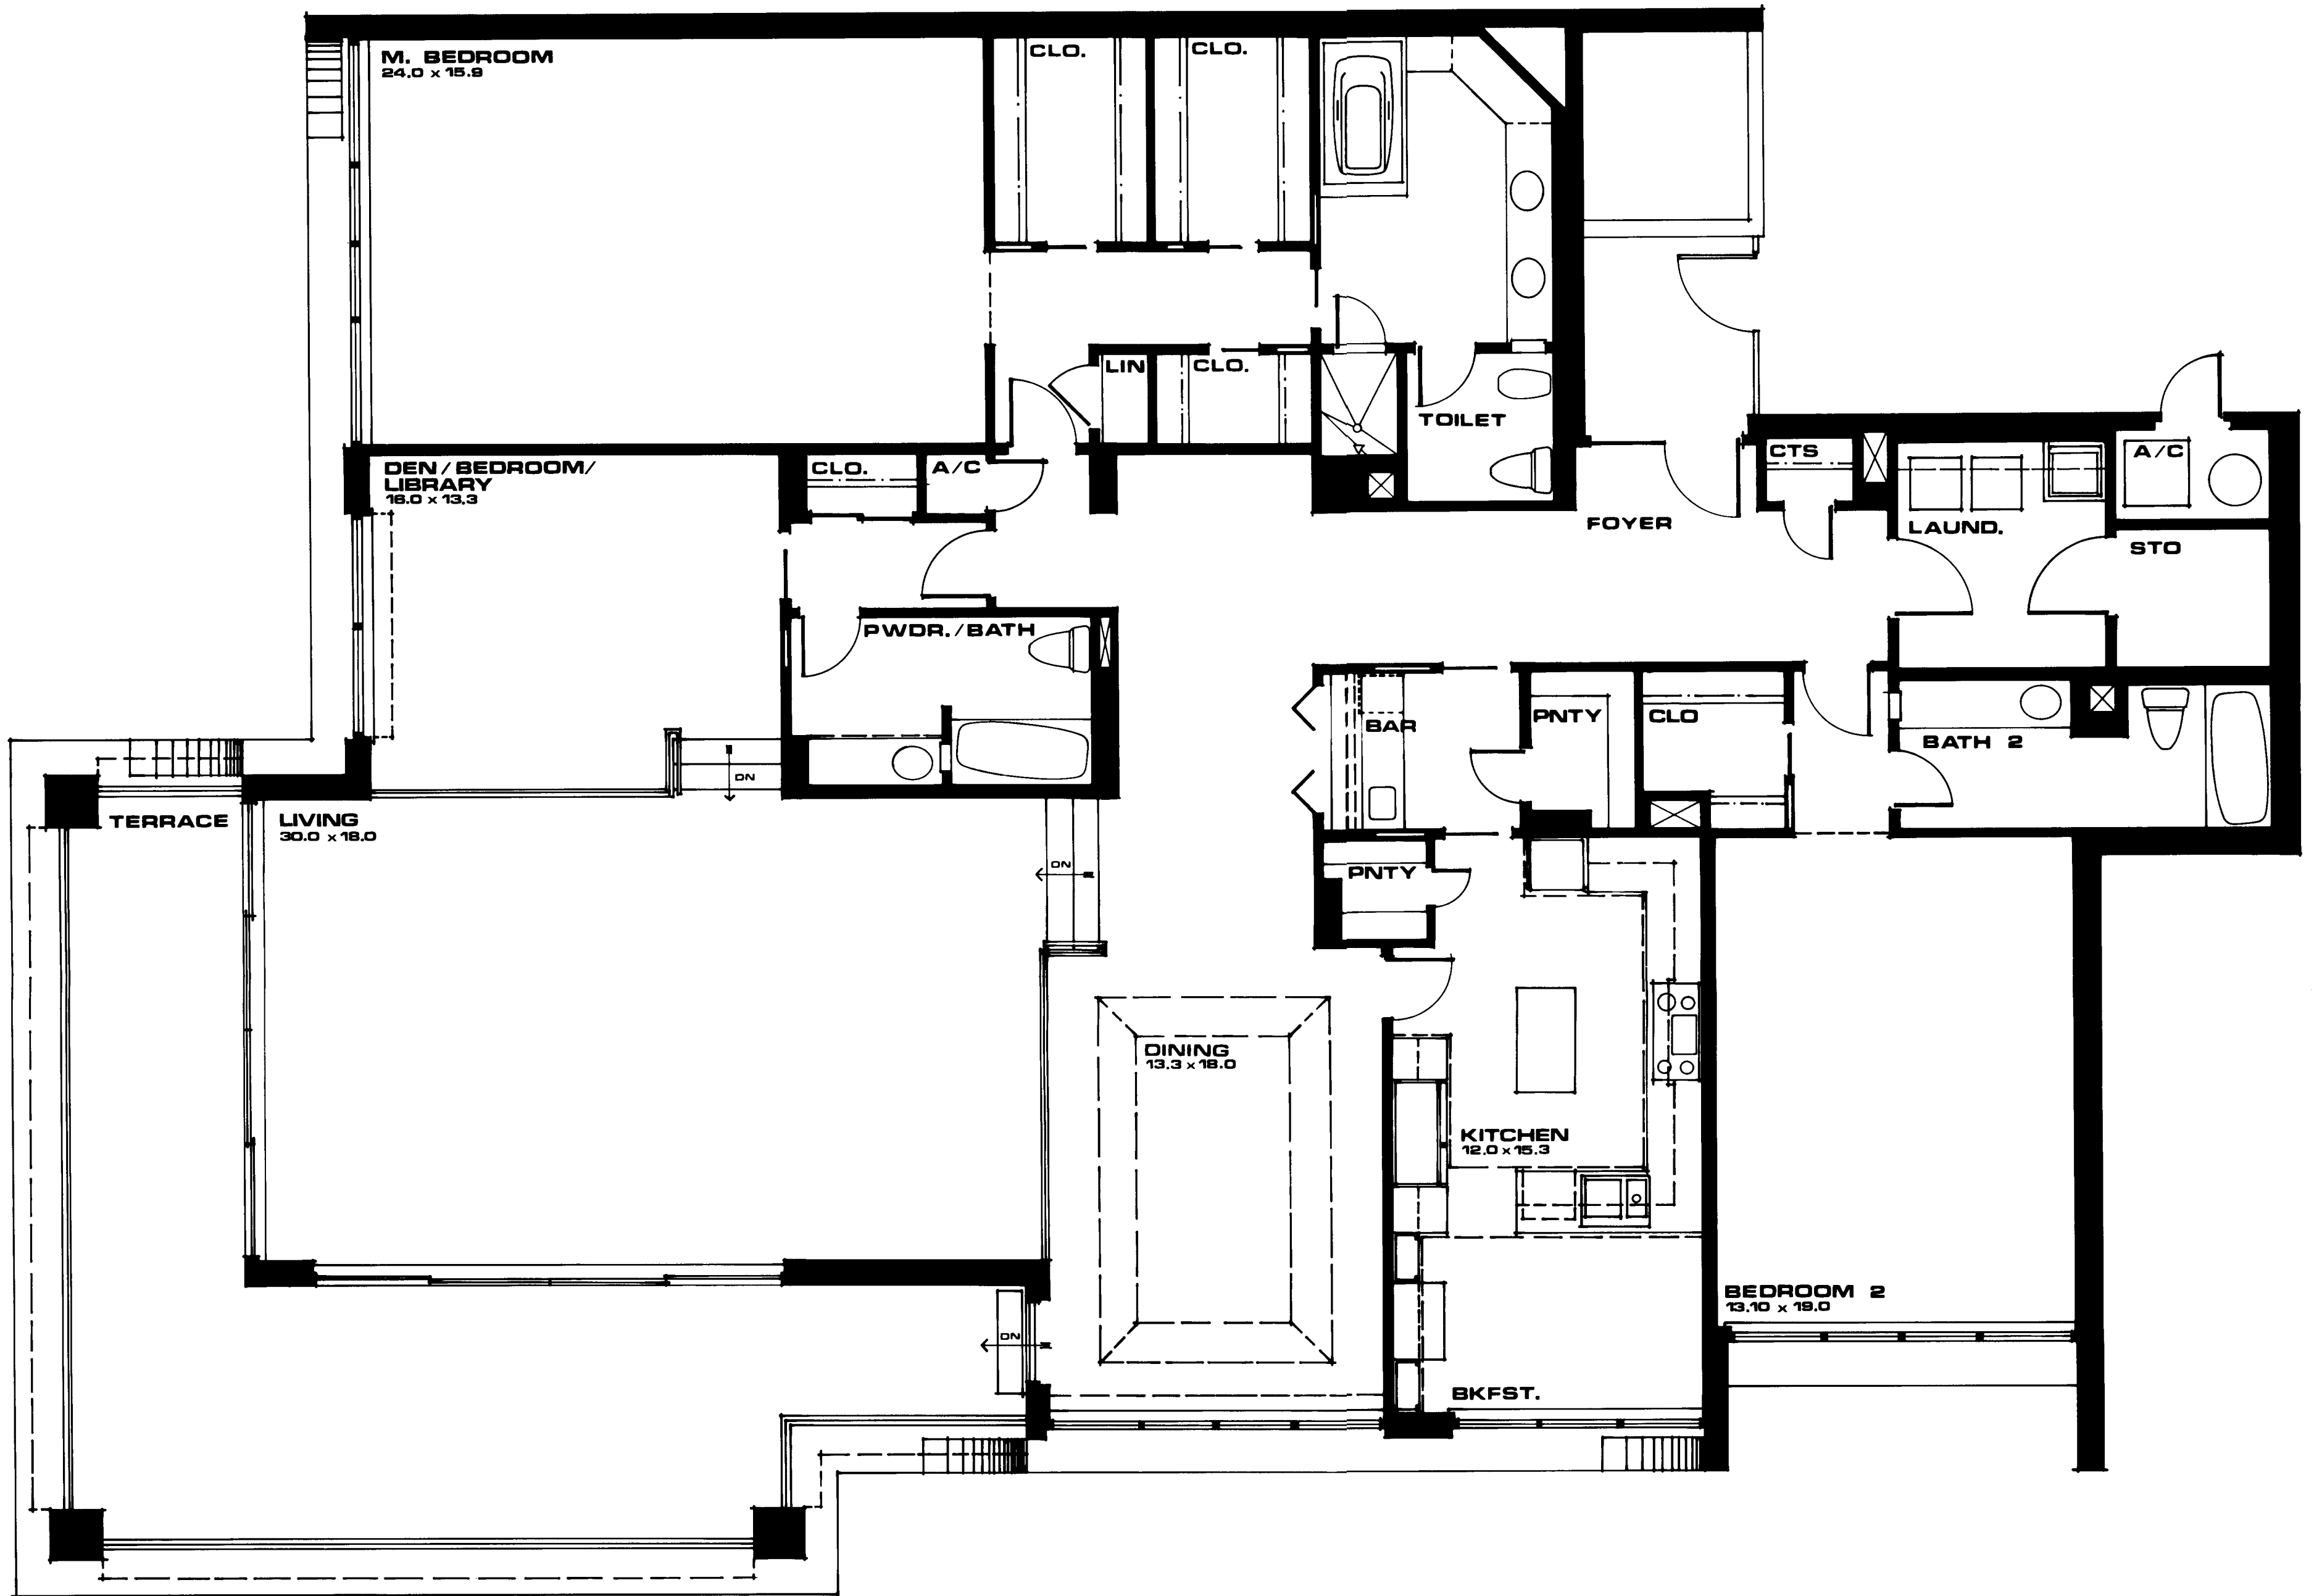 M. BEDROOM
24.0 x 15.9
CLO.
CLO.
LIN
CLO.
TOILET
DEN/BEDROOM/
LIBRARY
16.0 x 13.3
CLO.
A/C
CTS
A/C
FOYER
LAUND.
STO
PWDR./BATH
BAR
PNTY
CLO
BATH 2
DN
TERRACE
LIVING
30.0 x 18.0
DN
PNTY
DINING
13.3 x 18.0
KITCHEN
12.0 x 15.3
BEDROOM 2
13.10 x 19.0
DN
BKFST.